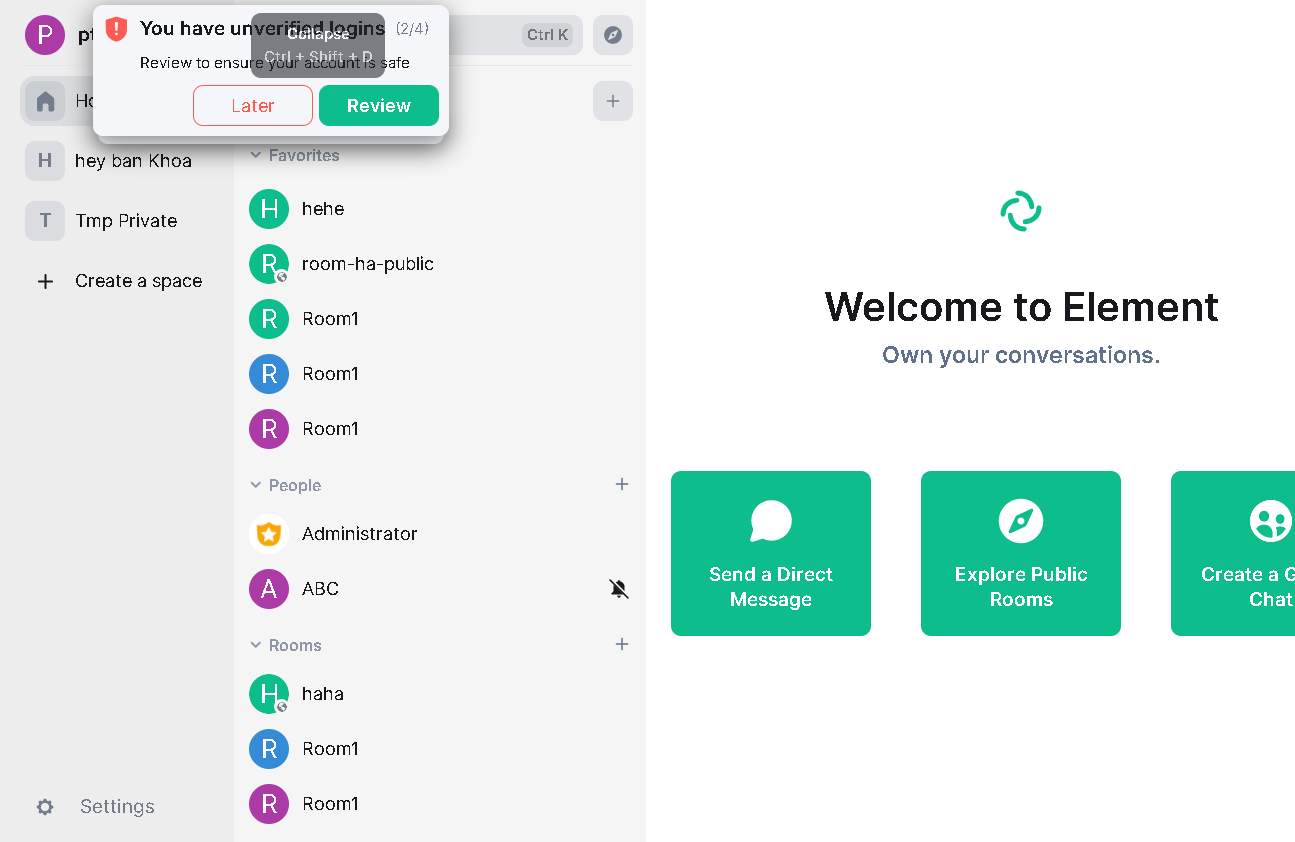 P
You have unverified logins (2/4)
Collapse
Ctrl + Shift + D
Review to ensure your account is safe
Later
Review
Ctrl K
H
hey ban Khoa
T
Tmp Private
Create a space
Settings
Favorites
H
hehe
R
room-ha-public
R
Room1
R
Room1
R
Room1
People
Administrator
A
ABC
Rooms
H
haha
R
Room1
R
Room1
Welcome to Element
Own your conversations.
Send a Direct
Message
Explore Public
Rooms
Create a G
Chat